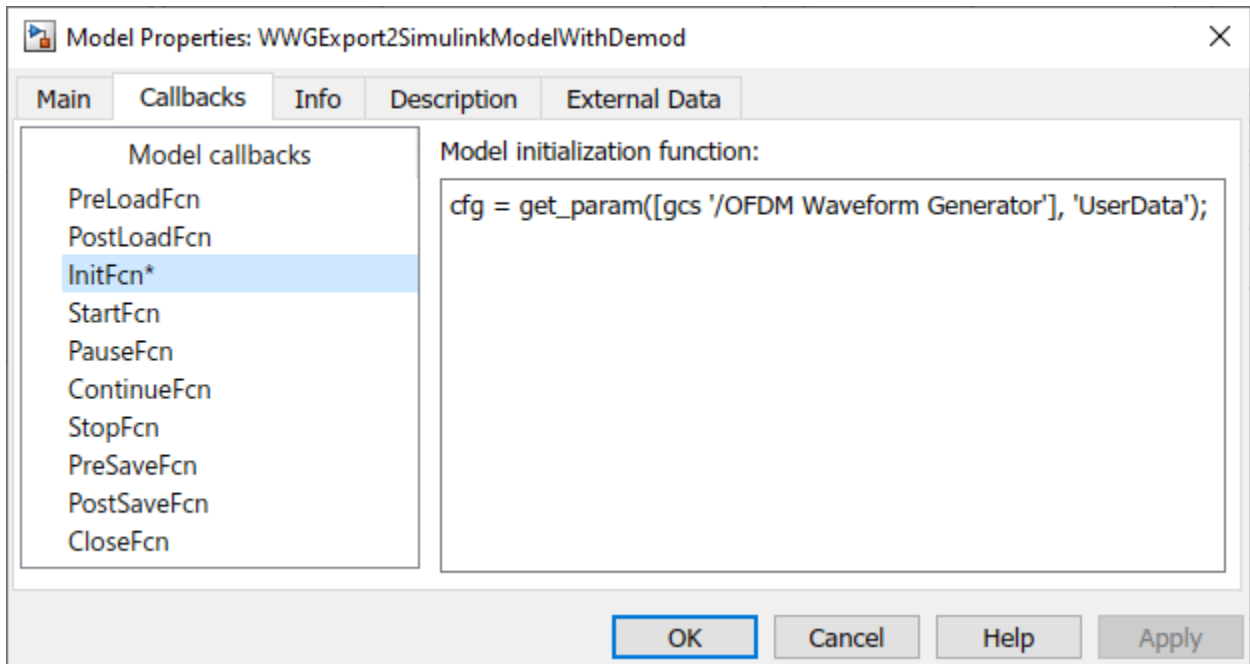 Model Properties: WWGExport2SimulinkModelWithDemod
Main Callbacks Info Description External Data
Model callbacks
PreLoadFcn
PostLoadFcn
InitFcn*
StartFcn
PauseFcn
ContinueFcn
StopFcn
PreSaveFcn
PostSaveFcn
CloseFcn
Model initialization function:
cfg = get_param([gcs '/OFDM Waveform Generator'], 'UserData');
OK Cancel Help Apply